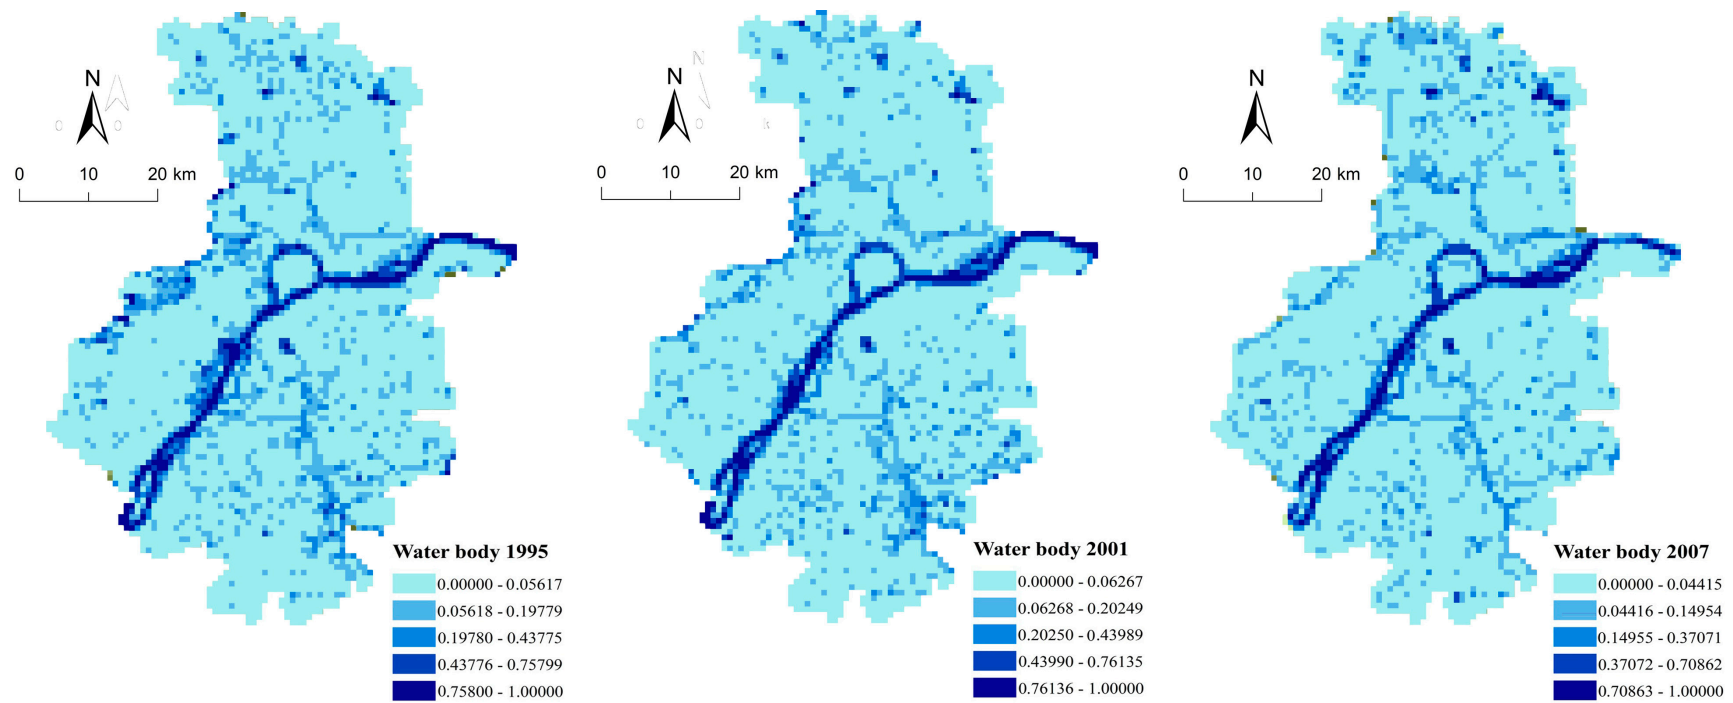 N
0 10 20 km
Water body 1995
0.00000 - 0.05617
0.05618 - 0.19779
0.19780 - 0.43775
0.43776 - 0.75799
0.75800 - 1.00000
N
N
0 0 k
0 10 20 km
Water body 2001
0.00000 - 0.06267
0.06268 - 0.20249
0.20250 - 0.43989
0.43990 - 0.76135
0.76136 - 1.00000
N
0 10 20 km
Water body 2007
0.00000 - 0.04415
0.04416 - 0.14954
0.14955 - 0.37071
0.37072 - 0.70862
0.70863 - 1.00000